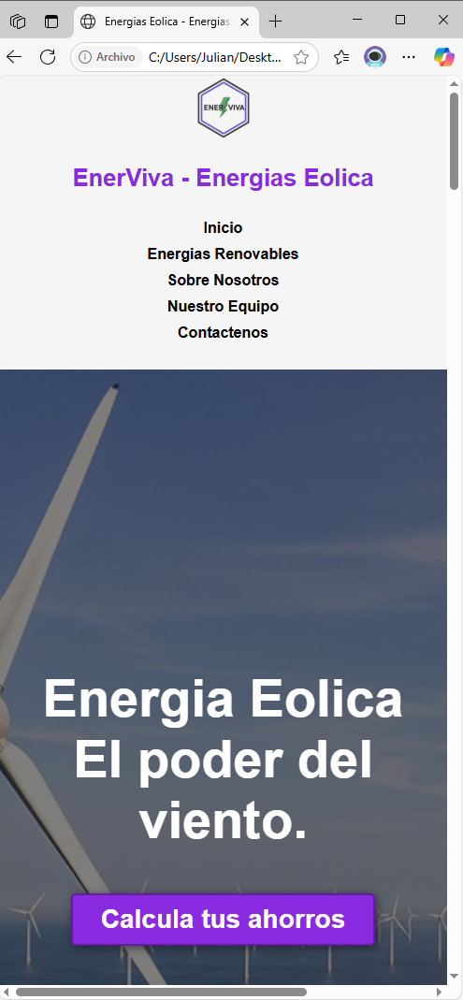 Energias Eolica - Energias
Archivo
C:/Users/Julian/Deskt...
ENERVIVA
EnerViva - Energias Eolica
Inicio
Energias Renovables
Sobre Nosotros
Nuestro Equipo
Contactenos
Energia Eolica
El poder del
viento.
Calcula tus ahorros